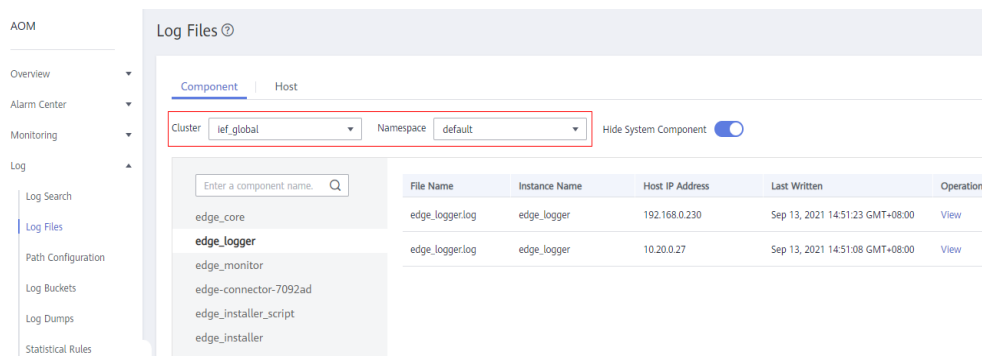 AOM
Overview
Alarm Center
Monitoring
Log
Log Search
Log Files
Path Configuration
Log Buckets
Log Dumps
Statistical Rules
Log Files ?
Component Host
Cluster ief_global Namespace default Hide System Component
Enter a component name.
edge_core
edge_logger
edge_monitor
edge-connector-7092ad
edge_installer_script
edge_installer
File Name Instance Name Host IP Address Last Written Operation
edge_logger.log edge_logger 192.168.0.230 Sep 13, 2021 14:51:23 GMT+08:00 View
edge_logger.log edge_logger 10.20.0.27 Sep 13, 2021 14:51:08 GMT+08:00 View